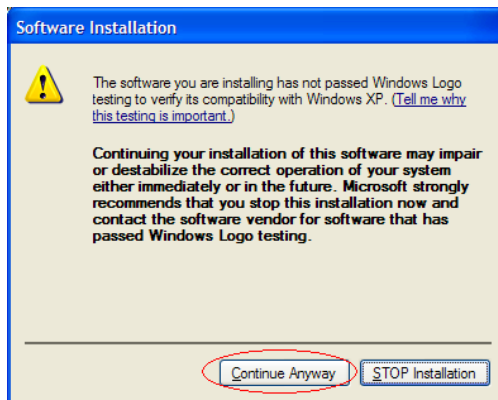 Software Installation
The software you are installing has not passed Windows Logo
testing to verify its compatibility with Windows XP. (Tell me why
this testing is important.)
Continuing your installation of this software may impair
or destabilize the correct operation of your system
either immediately or in the future. Microsoft strongly
recommends that you stop this installation now and
contact the software vendor for software that has
passed Windows Logo testing.
Continue Anyway STOP Installation